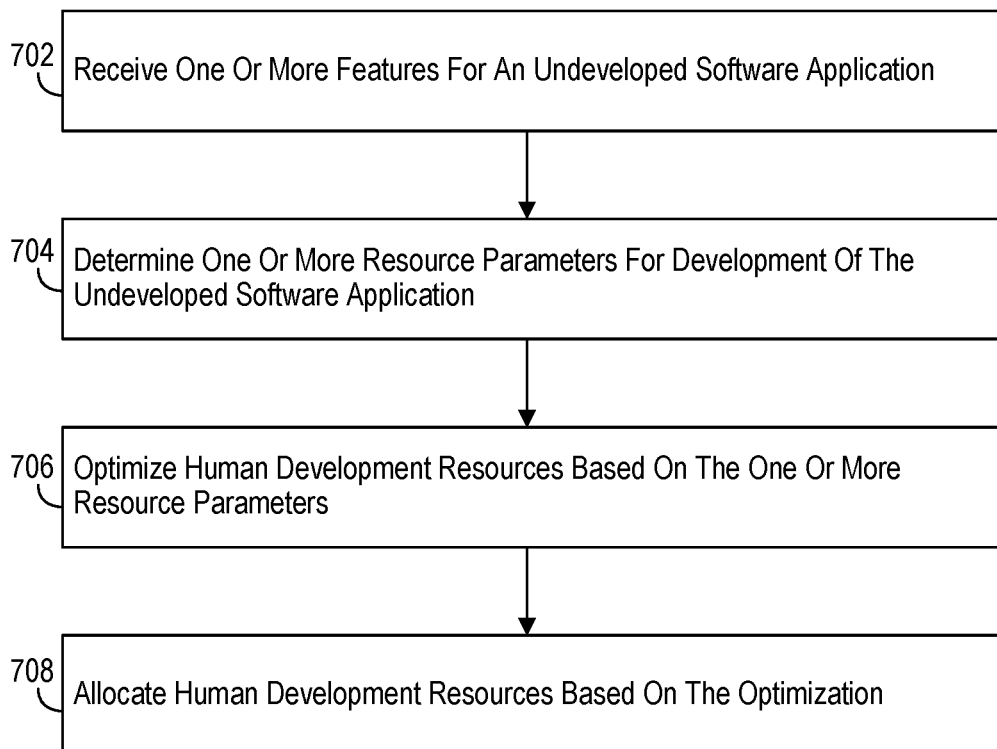 702
Receive One Or More Features For An Undeveloped Software Application
704
Determine One Or More Resource Parameters For Development Of The
Undeveloped Software Application
706
Optimize Human Development Resources Based On The One Or More
Resource Parameters
708
Allocate Human Development Resources Based On The Optimization